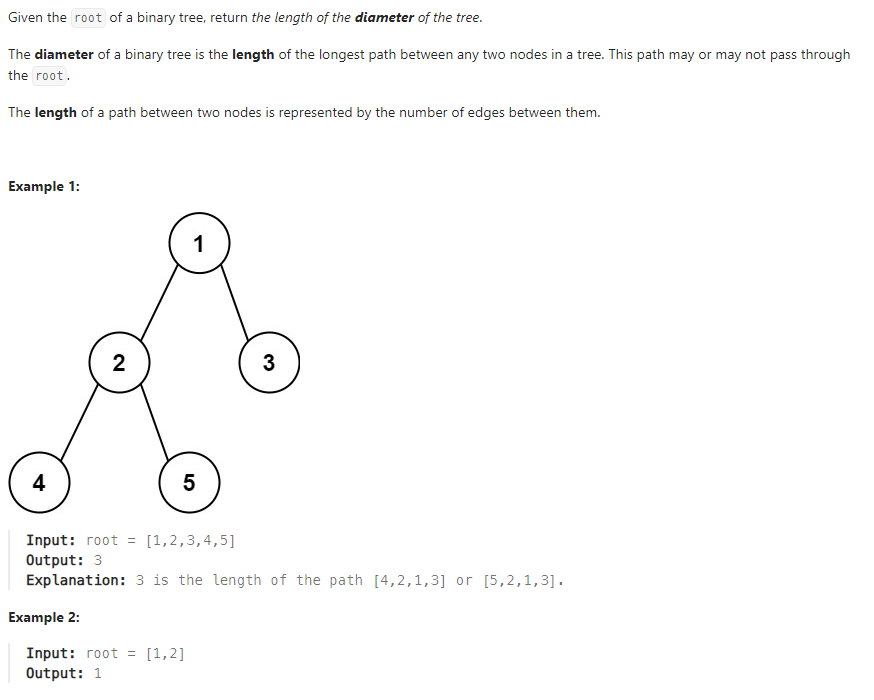 Given the root of a binary tree, return the length of the diameter of the tree.
The diameter of a binary tree is the length of the longest path between any two nodes in a tree. This path may or may not pass through
the root.
The length of a path between two nodes is represented by the number of edges between them.
Example 1:
1
2 3
4 5
Input: root = [1,2,3,4,5]
Output: 3
Explanation: 3 is the length of the path [4,2,1,3] or [5,2,1,3].
Example 2:
Input: root = [1,2]
Output: 1